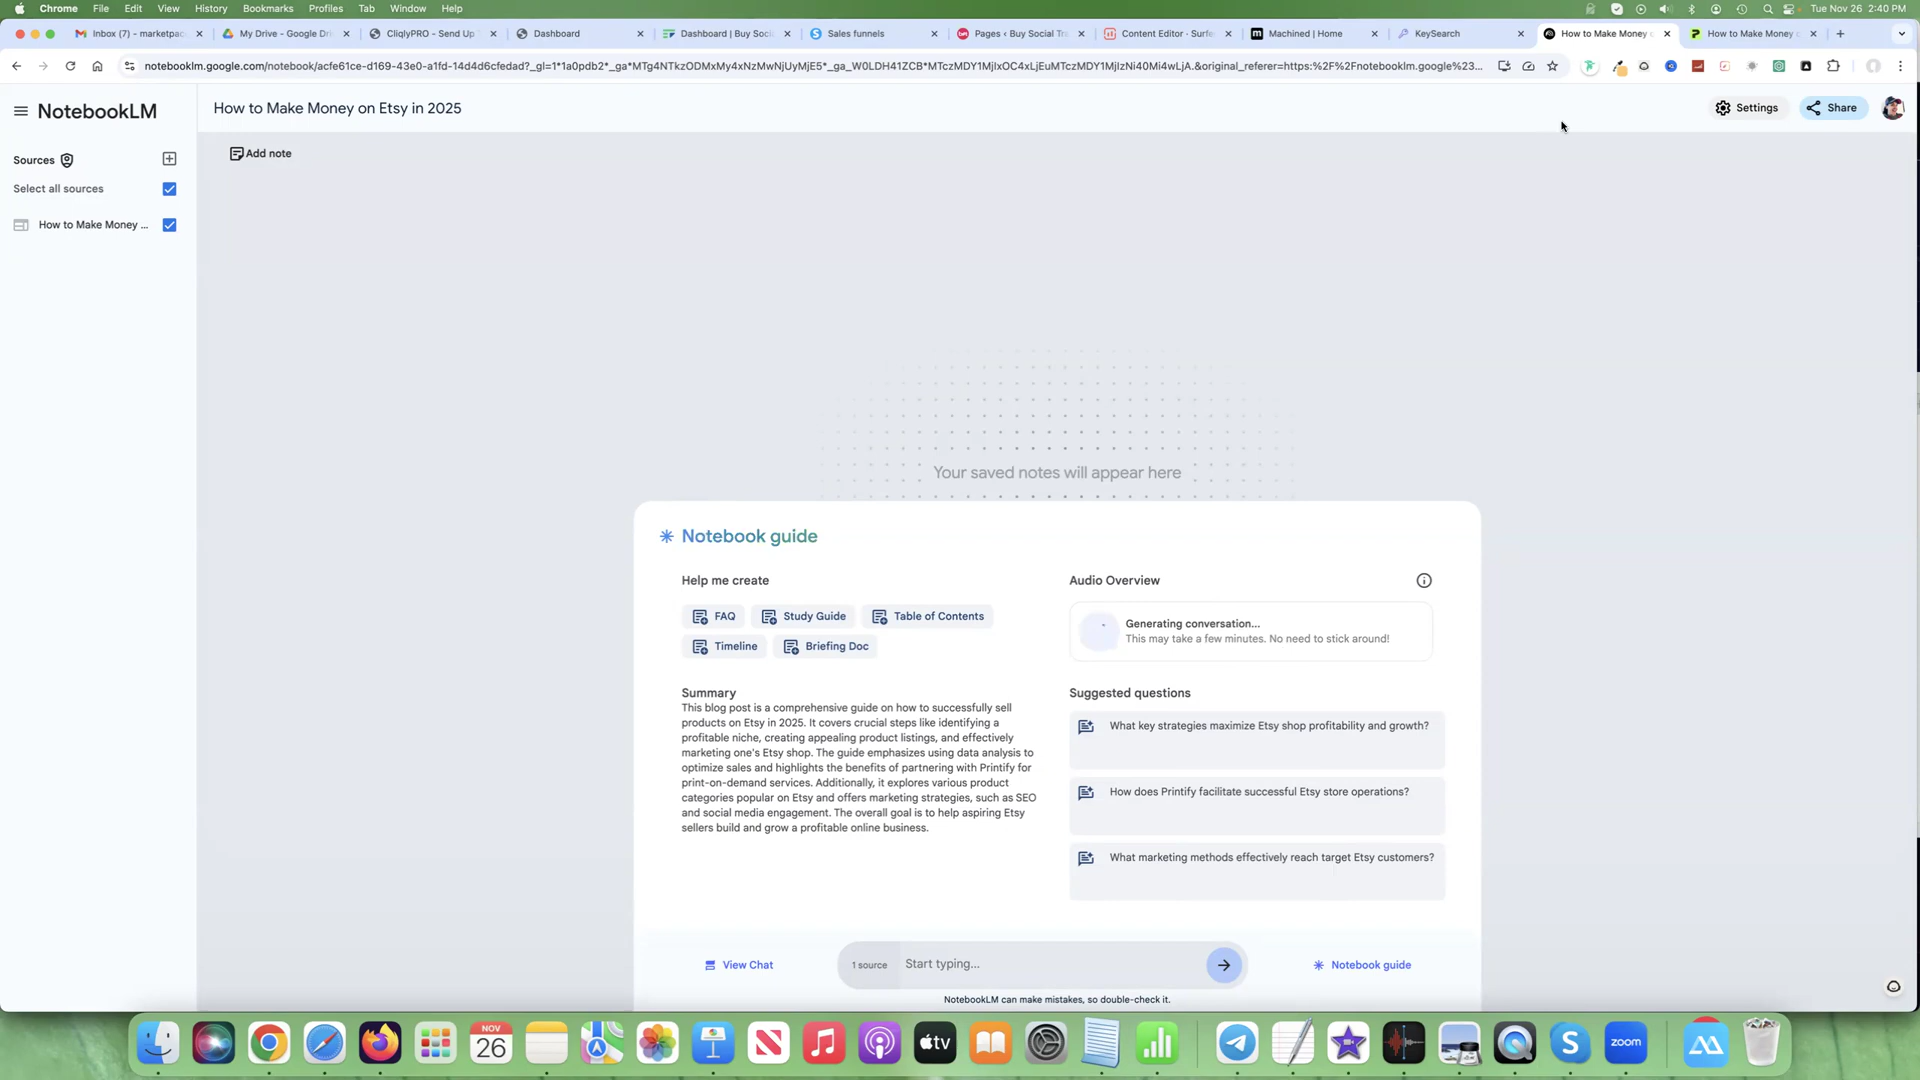 Chrome File Edit View History Bookmarks Profiles Tab Window Help
Tue Nov 26 2:40 PM
Inbox (7) - marketpac
My Drive - Google Dri
CliqlyPRO - Send Up
Dashboard
Dashboard | Buy Soci
Sales funnels
Pages ‹ Buy Social Tr
Content Editor - Surfe
Machined | Home
KeySearch
How to Make Money
How to Make Money
notebooklm.google.com/notebook/acfe61ce-d169-43e0-a1fd-14d4d6cfedad?_gl=1*1a0pdb2*_ga*MTg4NTkzODMxMy4xNzMwNjUyMjE5*_ga_W0LDH41ZCB*MTczMDY1MjIxOC4xLjEuMTczMDY1MjIzNi40Mi4wLjA.&original_referer=https:%2F%2Fnotebooklm.google%23...
NotebookLM
How to Make Money on Etsy in 2025
Settings
Share
Sources
Add note
Select all sources
How to Make Money ...
Your saved notes will appear here
Notebook guide
Help me create
FAQ
Study Guide
Table of Contents
Timeline
Briefing Doc
Audio Overview
Generating conversation...
This may take a few minutes. No need to stick around!
Summary
This blog post is a comprehensive guide on how to successfully sell
products on Etsy in 2025. It covers crucial steps like identifying a
profitable niche, creating appealing product listings, and effectively
marketing one's Etsy shop. The guide emphasizes using data analysis to
optimize sales and highlights the benefits of partnering with Printify for
print-on-demand services. Additionally, it explores various product
categories popular on Etsy and offers marketing strategies, such as SEO
and social media engagement. The overall goal is to help aspiring Etsy
sellers build and grow a profitable online business.
Suggested questions
What key strategies maximize Etsy shop profitability and growth?
How does Printify facilitate successful Etsy store operations?
What marketing methods effectively reach target Etsy customers?
View Chat
1 source
Start typing...
Notebook guide
NotebookLM can make mistakes, so double-check it.
NOV
26
tv
zoom